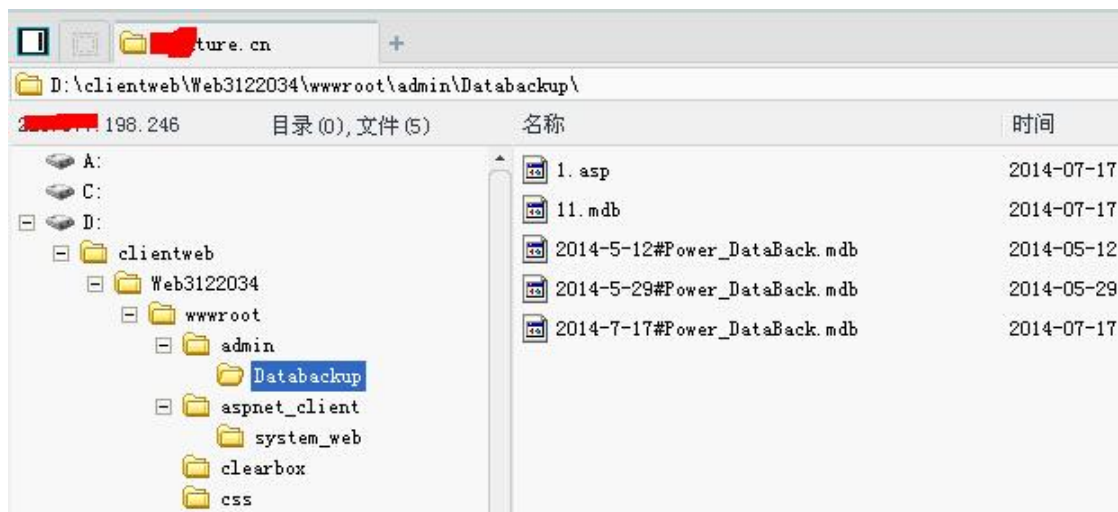 ture.cn
D:\clientweb\Web3122034\wwwroot\admin\Databackup\
198.246 目录(0),文件(5) 名称 时间
A:
C:
D:
clientweb
Web3122034
wwwroot
admin
Databackup
aspnet_client
system_web
clearbox
css
1.asp 2014-07-17
11.mdb 2014-07-17
2014-5-12#Power_DataBack.mdb 2014-05-12
2014-5-29#Power_DataBack.mdb 2014-05-29
2014-7-17#Power_DataBack.mdb 2014-07-17